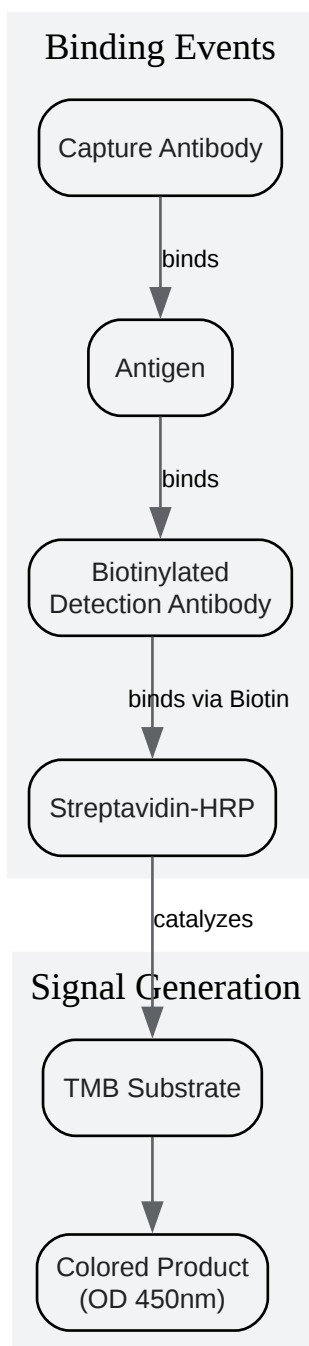 Binding Events
Capture Antibody
binds
Antigen
binds
Biotinylated
Detection Antibody
binds via Biotin
Streptavidin-HRP
catalyzes
Signal Generation
TMB Substrate
Colored Product
(OD 450nm)